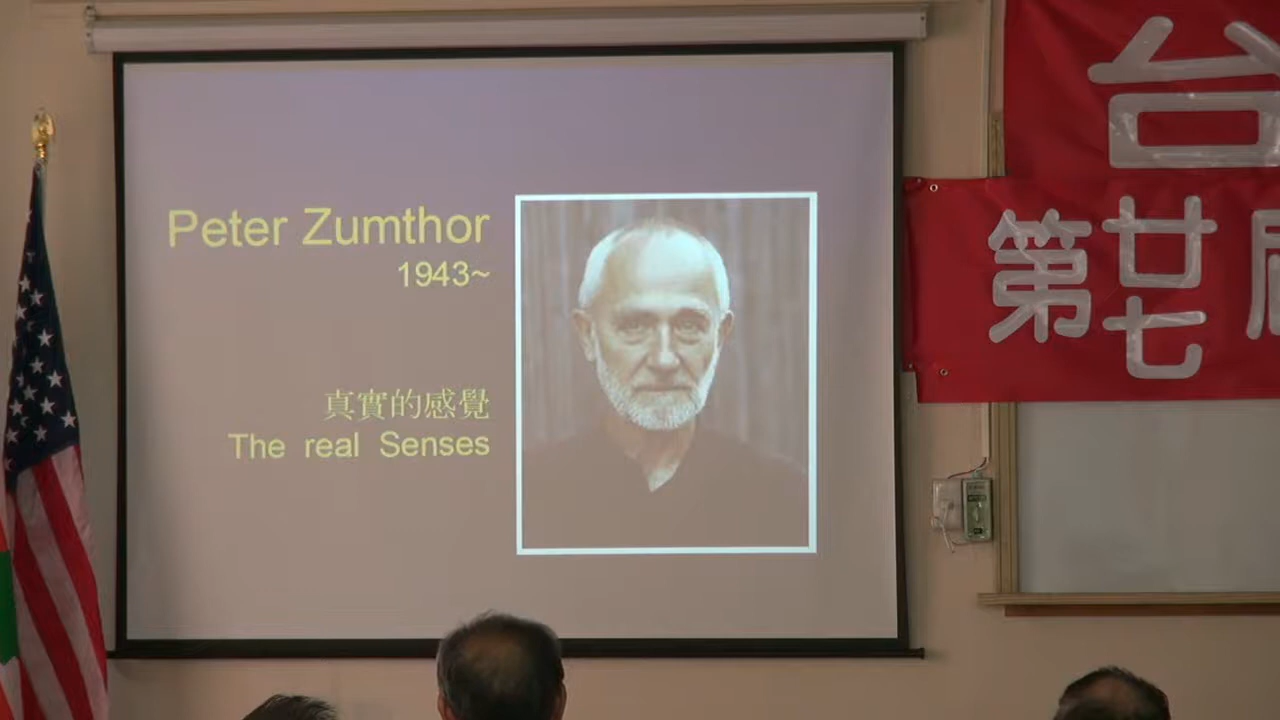 Peter Zumthor
1943~
真實的感覺
The real Senses
台
第廿七